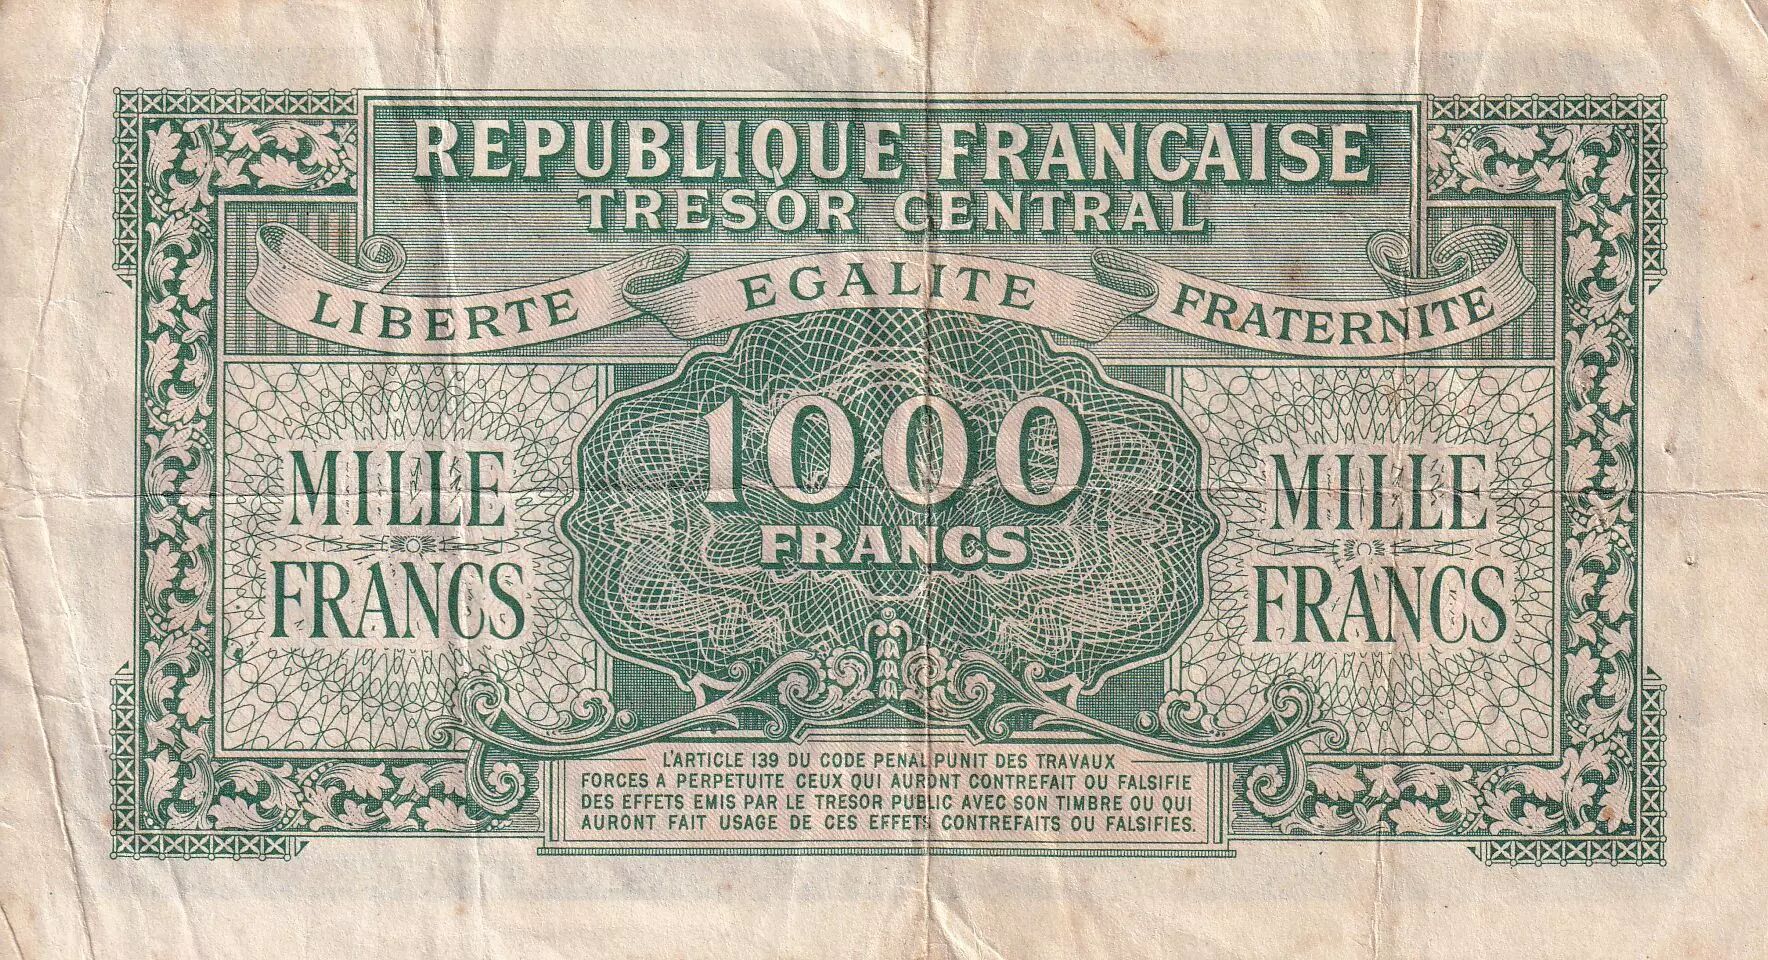 REPUBLIQUE FRANCAISE
TRESOR CENTRAL
LIBERTE EGALITE FRATERNITE
1000
FRANCS
MILLE
FRANCS
MILLE
FRANCS
L'ARTICLE 139 DU CODE PENAL PUNIT DES TRAVAUX
FORCES A PERPETUITE CEUX QUI AURONT CONTREFAIT OU FALSIFIE
DES EFFETS EMIS PAR LE TRESOR PUBLIC AVEC SON TIMBRE OU QUI
AURONT FAIT USAGE DE CES EFFETS CONTREFAITS OU FALSIFIES.